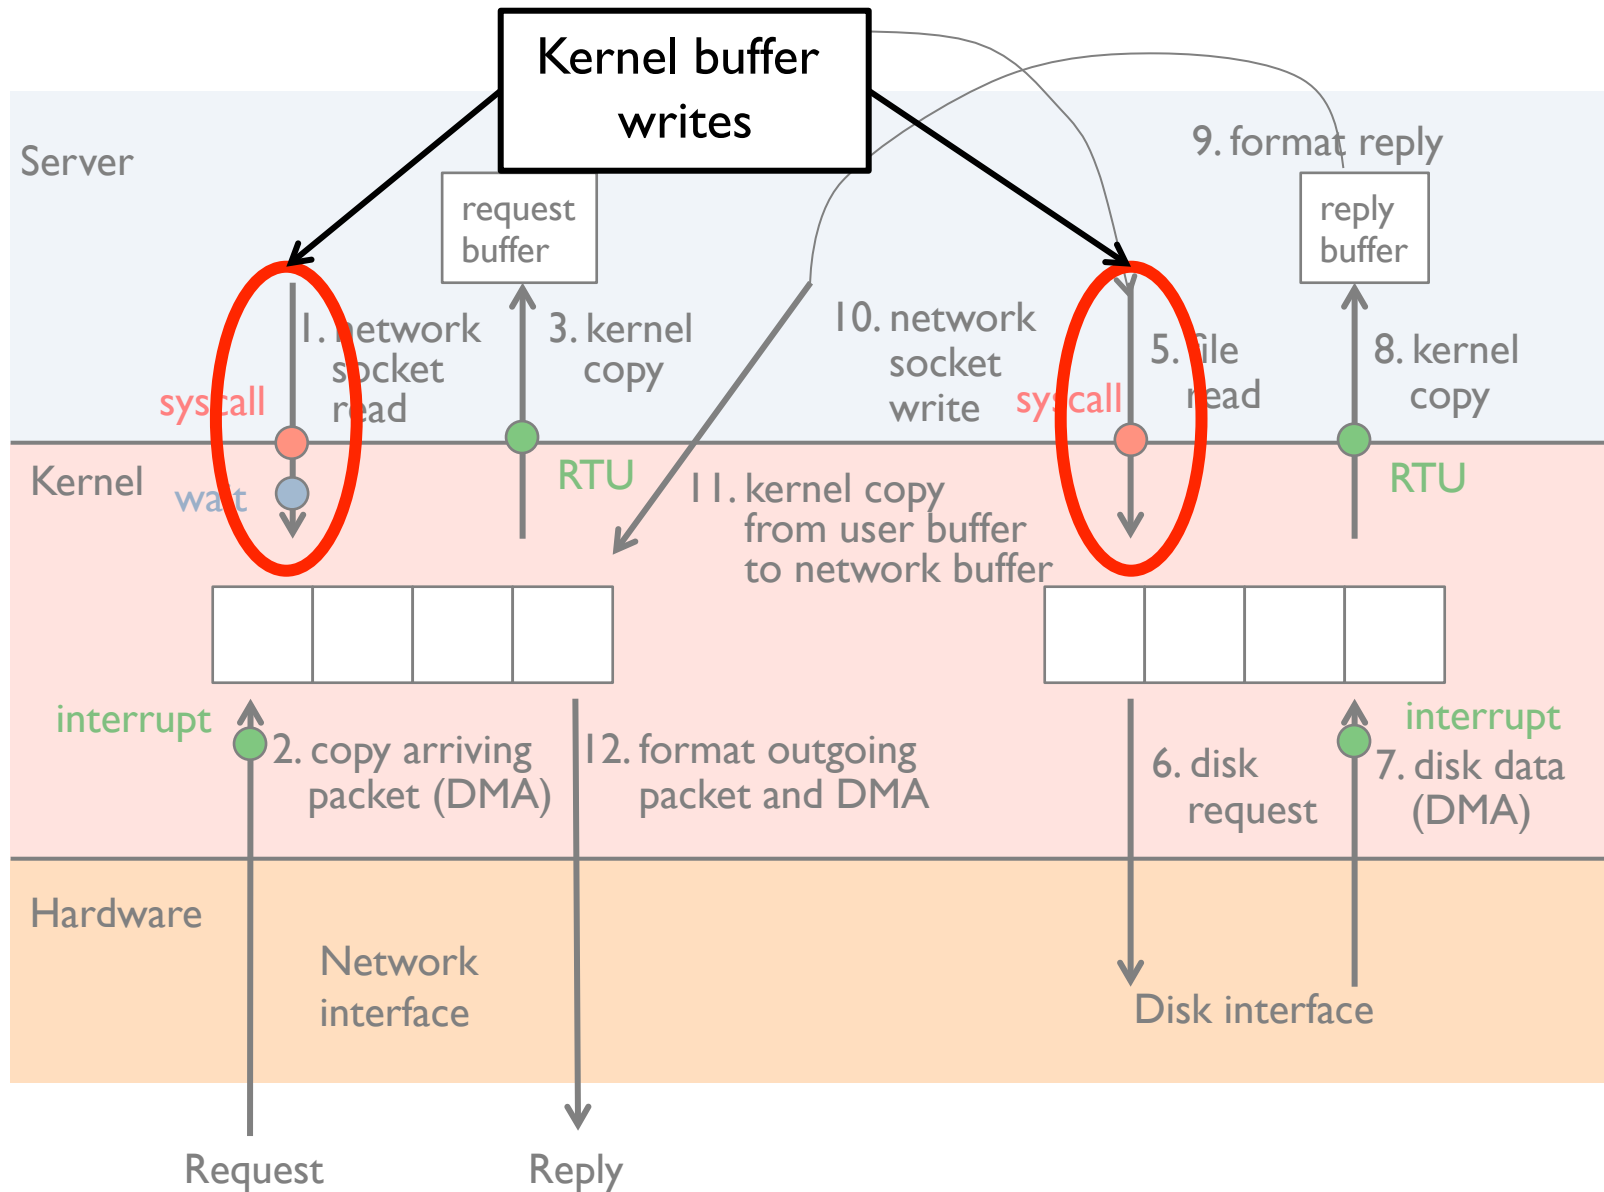 Kernel buffer
writes
Server
9. format reply
request
buffer
reply
buffer
1. network
socket
read
3. kernel
copy
10. network
socket
write
5. file
read
8. kernel
copy
syscall
syscall
Kernel
wait
RTU
11. kernel copy
from user buffer
to network buffer
RTU
interrupt
2. copy arriving
packet (DMA)
12. format outgoing
packet and DMA
6. disk
request
interrupt
7. disk data
(DMA)
Hardware
Network
interface
Disk interface
Request
Reply